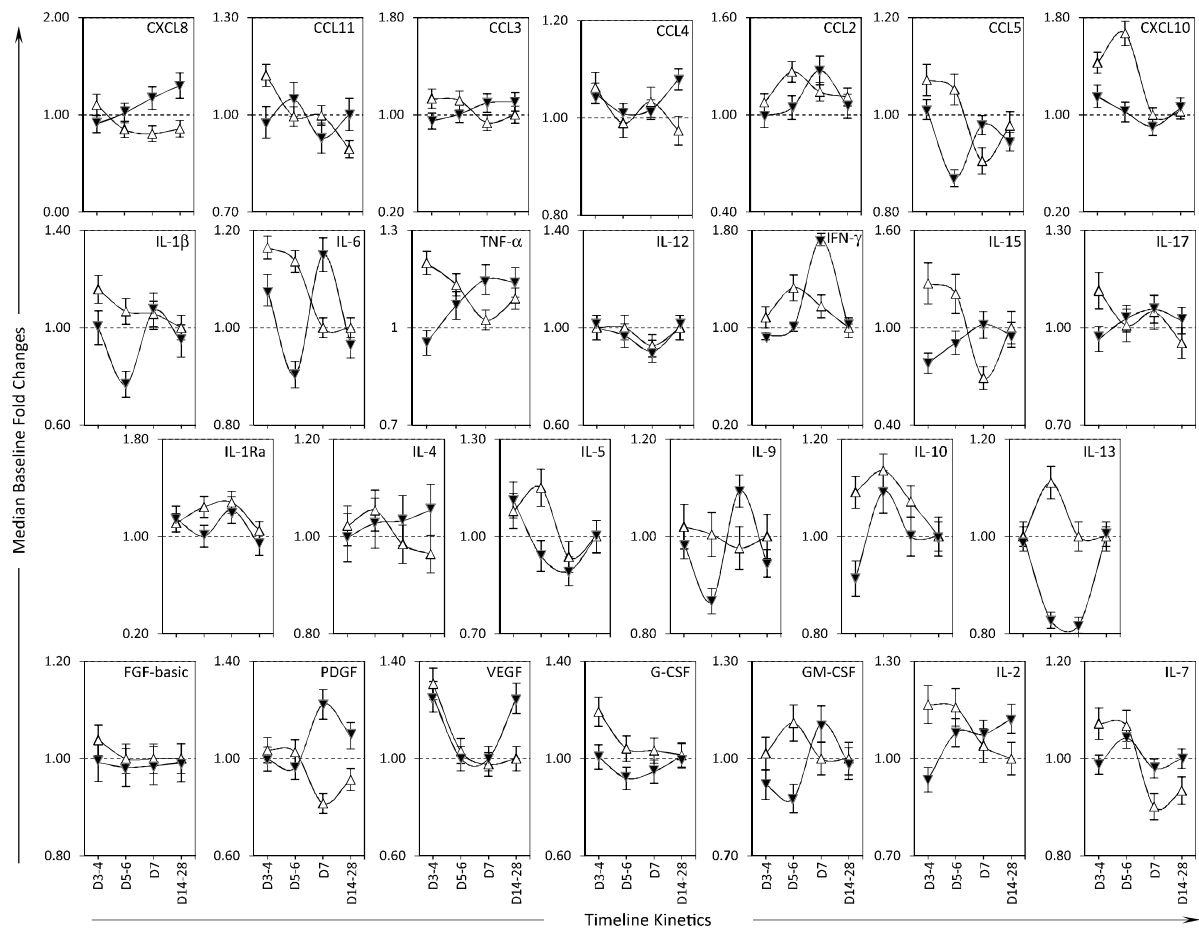 Median Baseline Fold Changes
CXCL8
2.00
1.00
0.00
CCL11
1.30
1.00
0.70
CCL3
1.80
1.00
0.20
CCL4
1.20
1.00
0.80
CCL2
1.60
1.00
0.40
CCL5
1.20
1.00
0.80
CXCL10
1.80
1.00
0.20
IL-1β
1.40
1.00
0.60
IL-6
1.20
1.00
0.80
TNF-α
1.3
1
0.7
IL-12
1.40
1.00
0.60
IFN-γ
1.80
1.00
0.20
IL-15
1.60
1.00
0.40
IL-17
1.30
1.00
0.70
IL-1Ra
1.80
1.00
0.20
IL-4
1.20
1.00
0.80
IL-5
1.30
1.00
0.70
IL-9
1.20
1.00
0.80
IL-10
1.20
1.00
0.80
IL-13
1.20
1.00
0.80
FGF-basic
1.20
1.00
0.80
D3-4
D5-6
D7
D14-28
PDGF
1.40
1.00
0.60
D3-4
D5-6
D7
D14-28
VEGF
1.40
1.00
0.60
D3-4
D5-6
D7
D14-28
G-CSF
1.40
1.00
0.60
D3-4
D5-6
D7
D14-28
GM-CSF
1.30
1.00
0.70
D3-4
D5-6
D7
D14-28
IL-2
1.30
1.00
0.70
D3-4
D5-6
D7
D14-28
IL-7
1.20
1.00
0.80
D3-4
D5-6
D7
D14-28
Timeline Kinetics